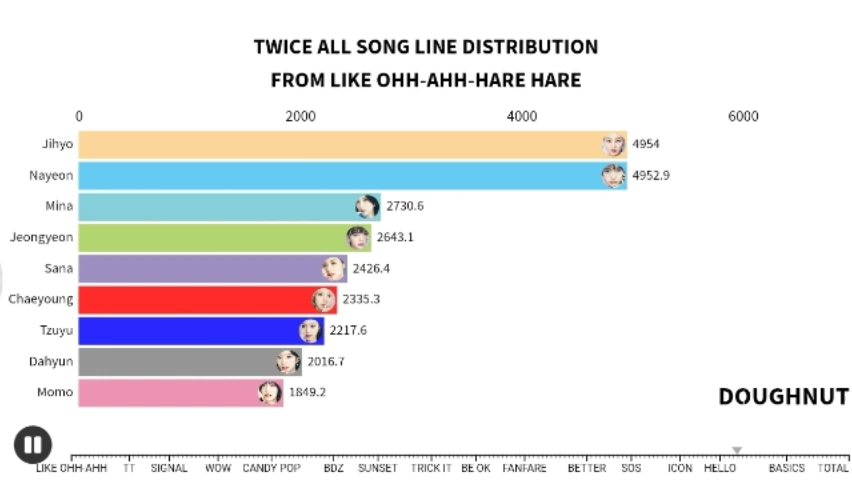 TWICE ALL SONG LINE DISTRIBUTION
FROM LIKE OHH-AHH-HARE HARE
0 2000 4000 6000
Jihyo 4954
Nayeon 4952.9
Mina 2730.6
Jeongyeon 2643.1
Sana 2426.4
Chaeyoung 2335.3
Tzuyu 2217.6
Dahyun 2016.7
Momo 1849.2
DOUGHNUT
LIKE OHH-AHH TT SIGNAL WOW CANDY POP BDZ SUNSET TRICK IT BE OK FANFARE BETTER SOS ICON HELLO BASICS TOTAL